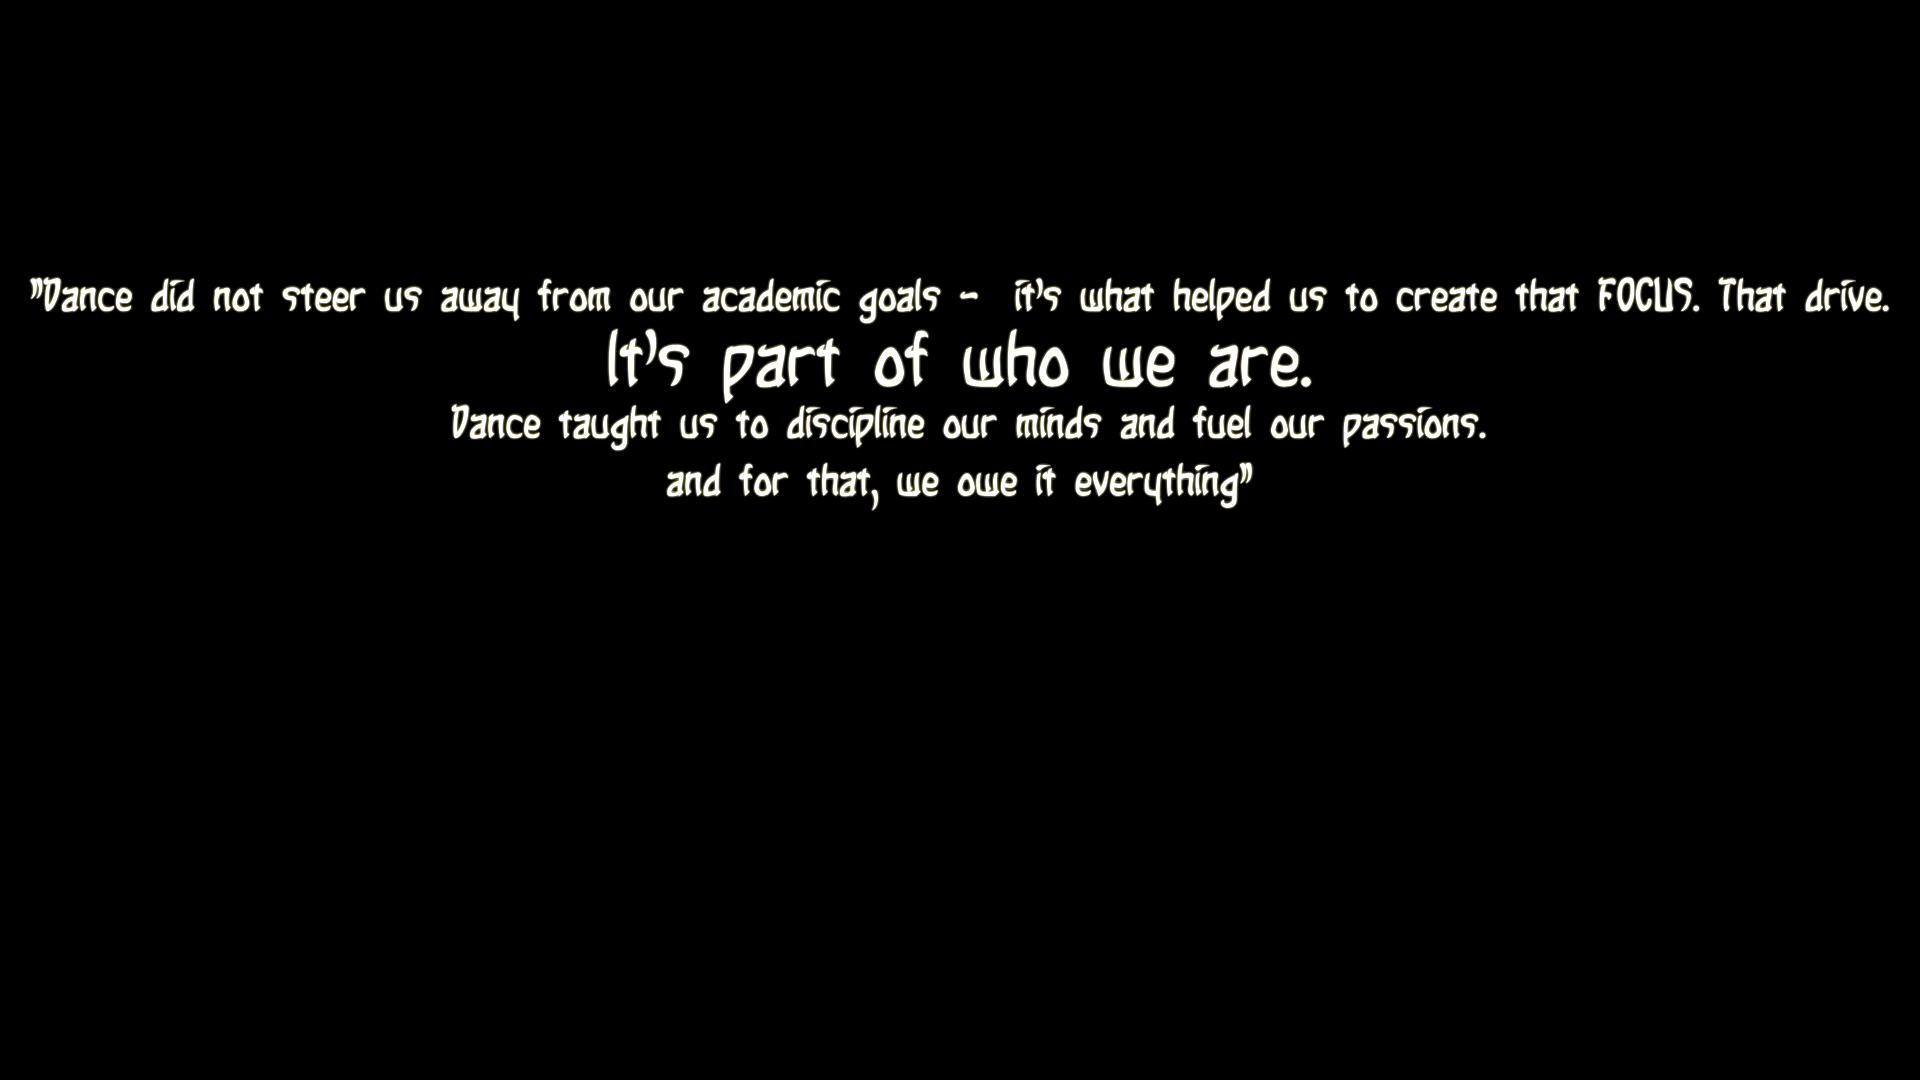 "Dance did not steer us away from our academic goals - it's what helped us to create that FOCUS. That drive.
It's part of who we are.
Dance taught us to discipline our minds and fuel our passions.
and for that, we owe it everything"